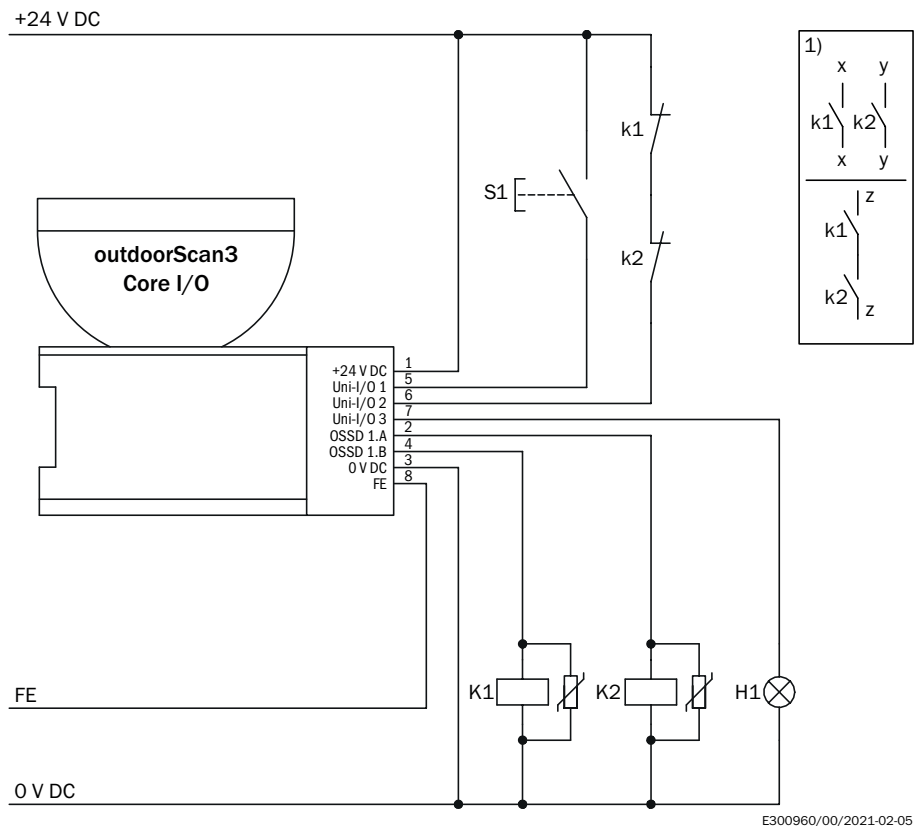 +24 V DC
1)
x y
k1 k2
x y
z
k1
k2
z
k1
S1
k2
outdoorScan3
Core I/O
+24 V DC 1
Uni-I/O 1 5
Uni-I/O 2 6
Uni-I/O 3 7
OSSD 1.A 2
OSSD 1.B 4
0 V DC 3
FE 8
FE
K1 K2 H1
0 V DC
E300960/00/2021-02-05